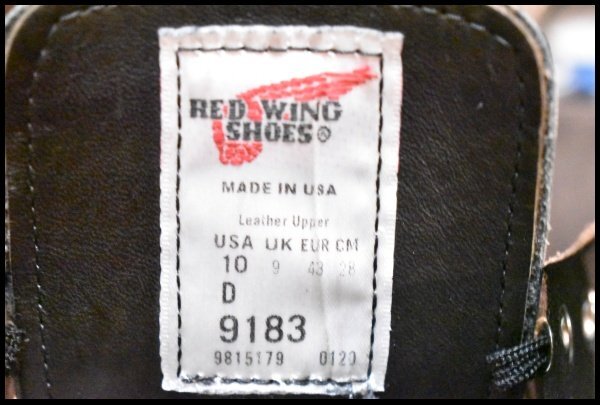 RED WING
SHOES®
MADE IN USA
Leather Upper
USA UK EUR CM
10 9 43 28
D
9183
9815179 0120